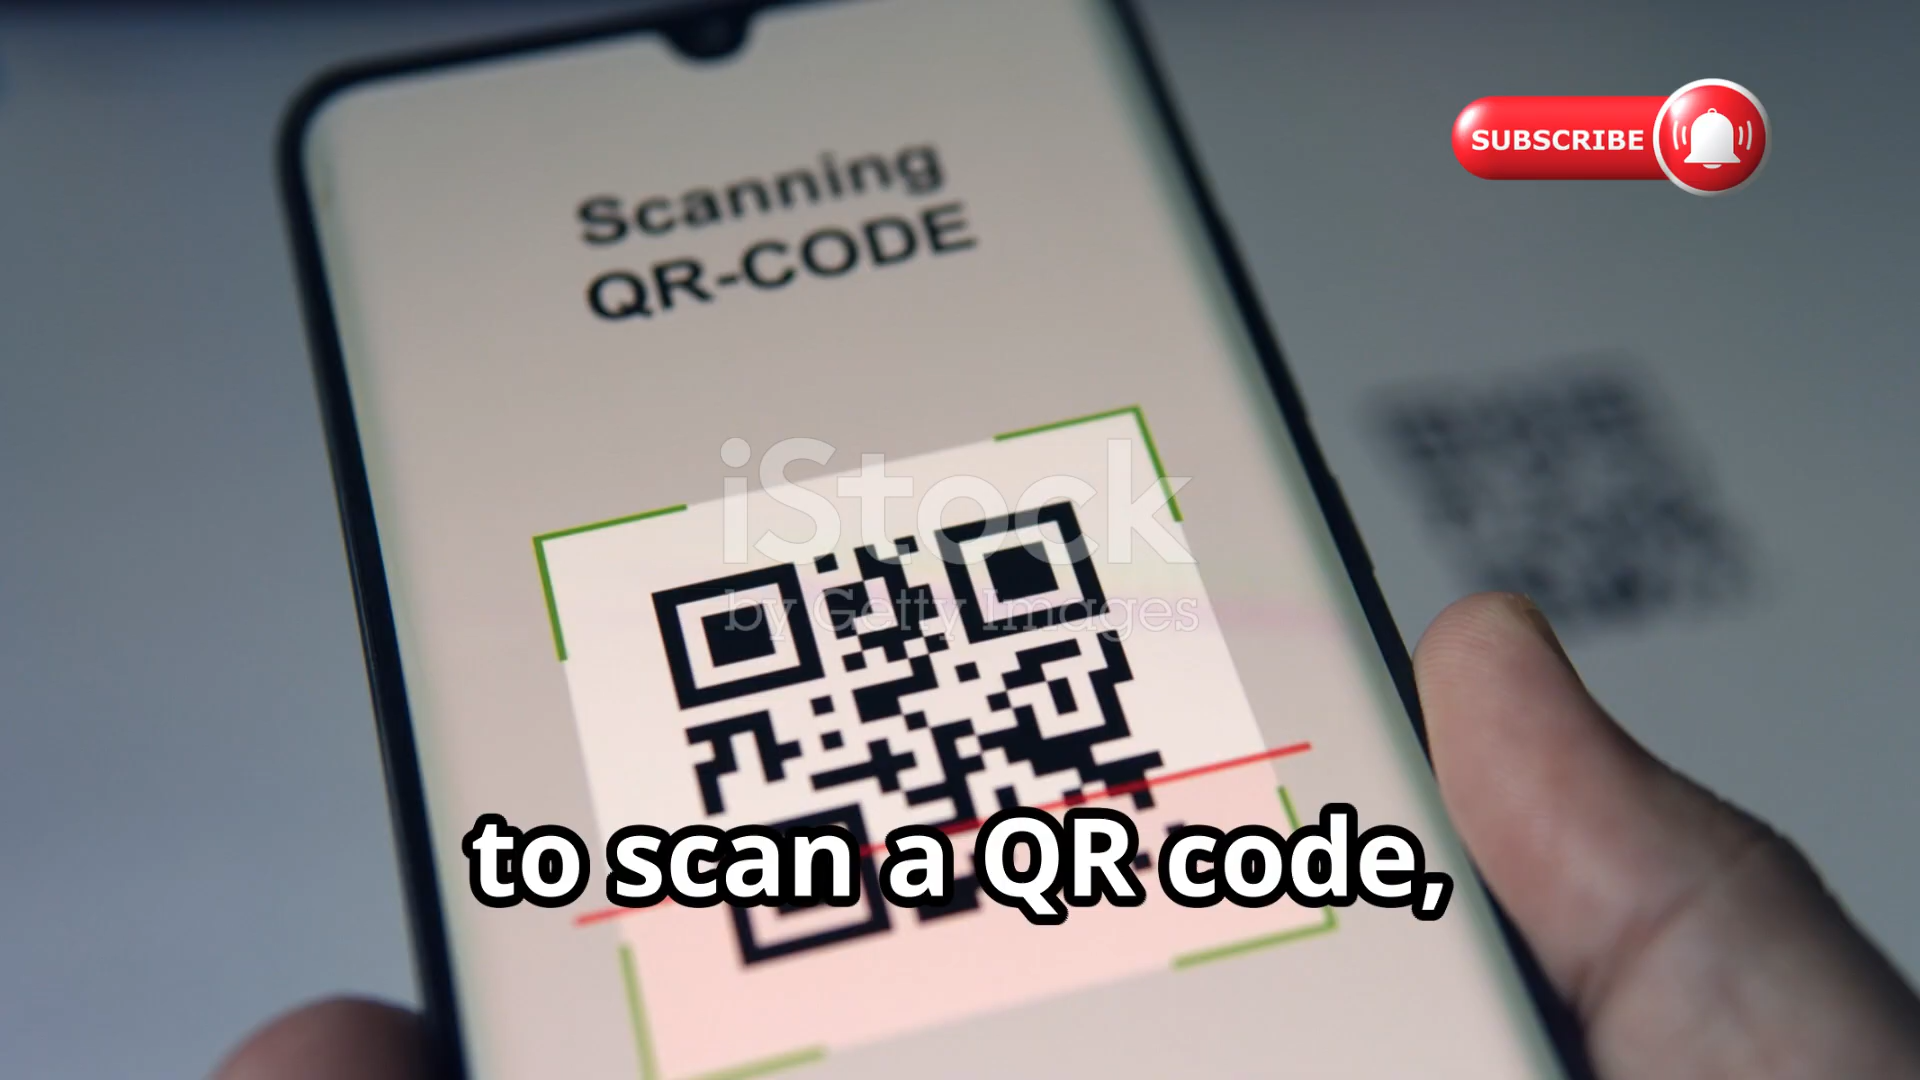 Scanning
QR-CODE
SUBSCRIBE
iStock
by Getty Images
to scan a QR code,